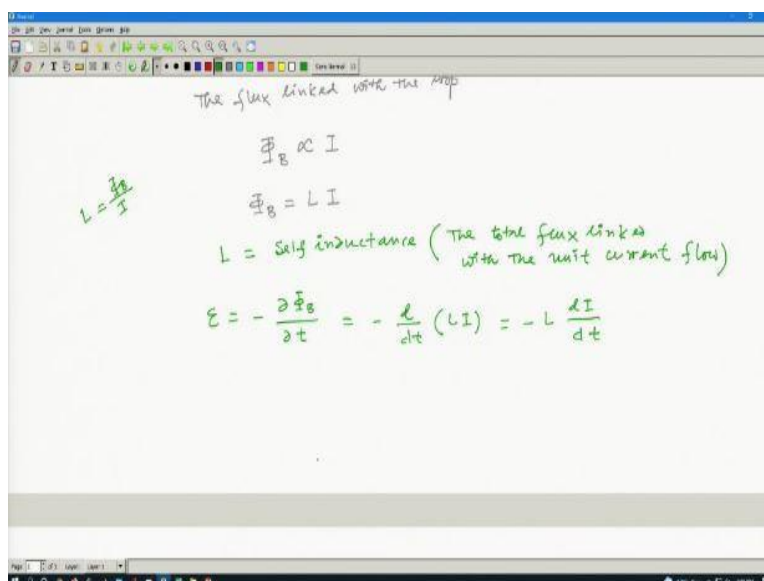 The flux linked with the loop
Φ_B ∝ I
L = Φ_B / I
Φ_B = L I
L = Self inductance ( The total flux linked
with the unit current flow)
ε = - ∂Φ_B/∂t = - d/dt (LI) = - L dI/dt